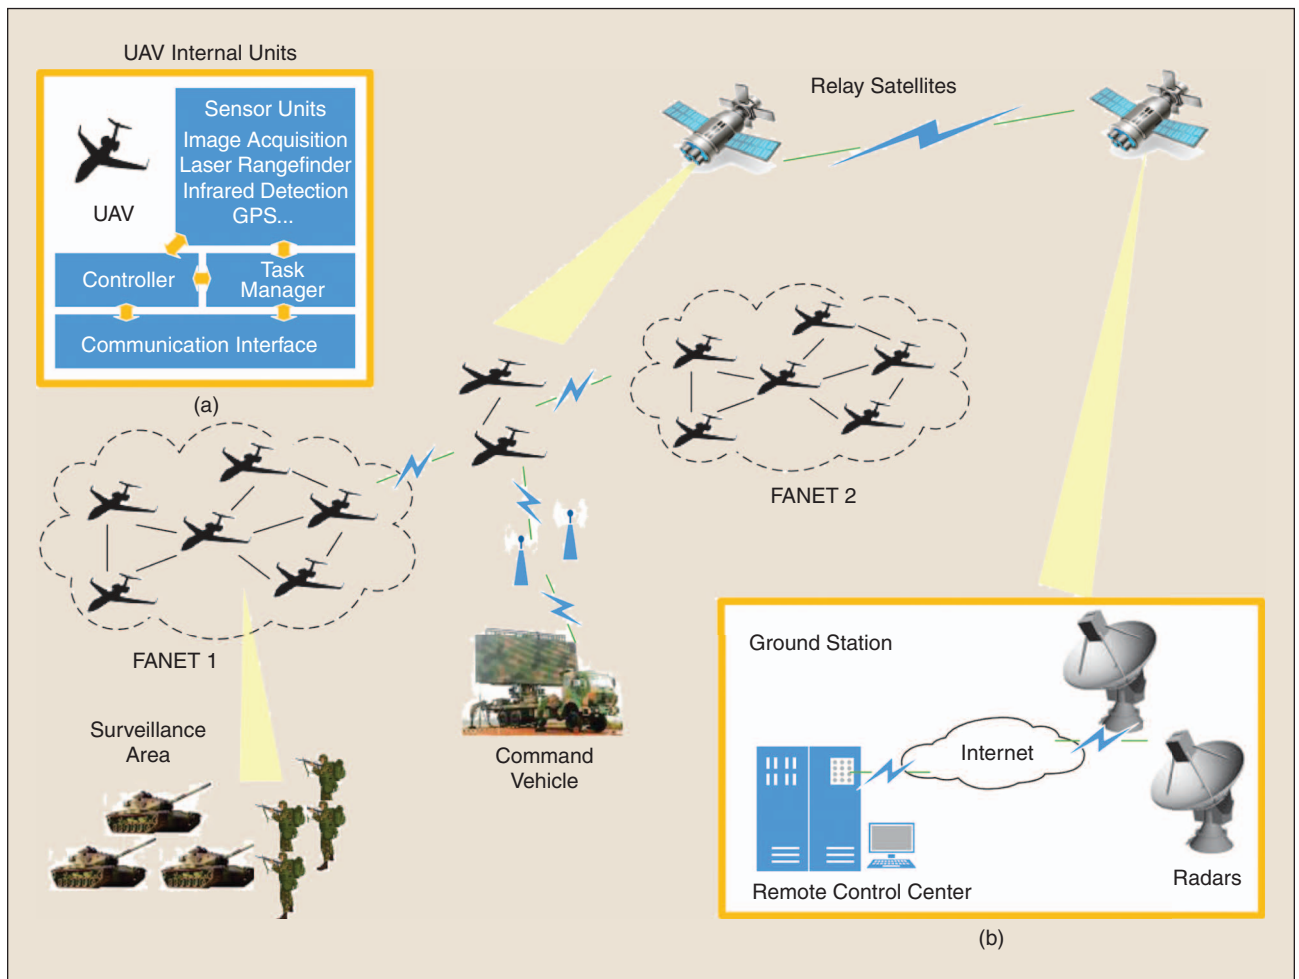 UAV Internal Units
Sensor Units
Image Acquisition
Laser Rangefinder
Infrared Detection
GPS...
UAV
Controller
Task
Manager
Communication Interface
(a)
Relay Satellites
FANET 2
FANET 1
Surveillance
Area
Command
Vehicle
Ground Station
Internet
Remote Control Center
Radars
(b)